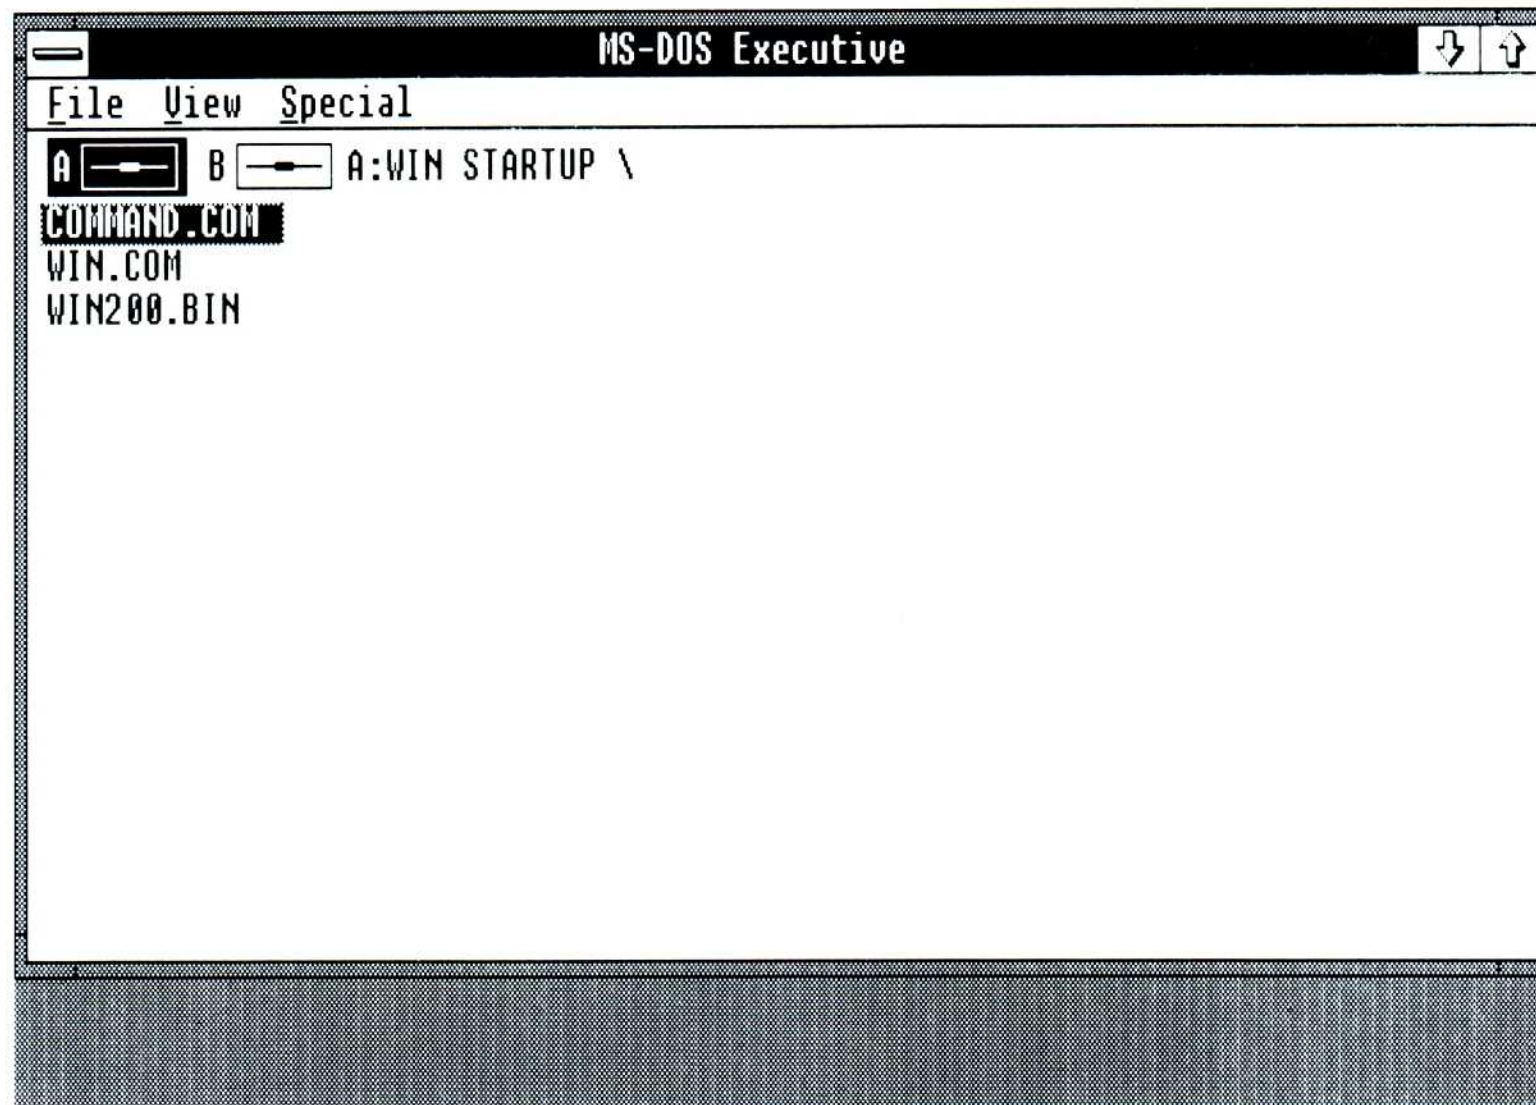 MS-DOS Executive
File View Special
A B A:WIN STARTUP \
COMMAND.COM
WIN.COM
WIN200.BIN